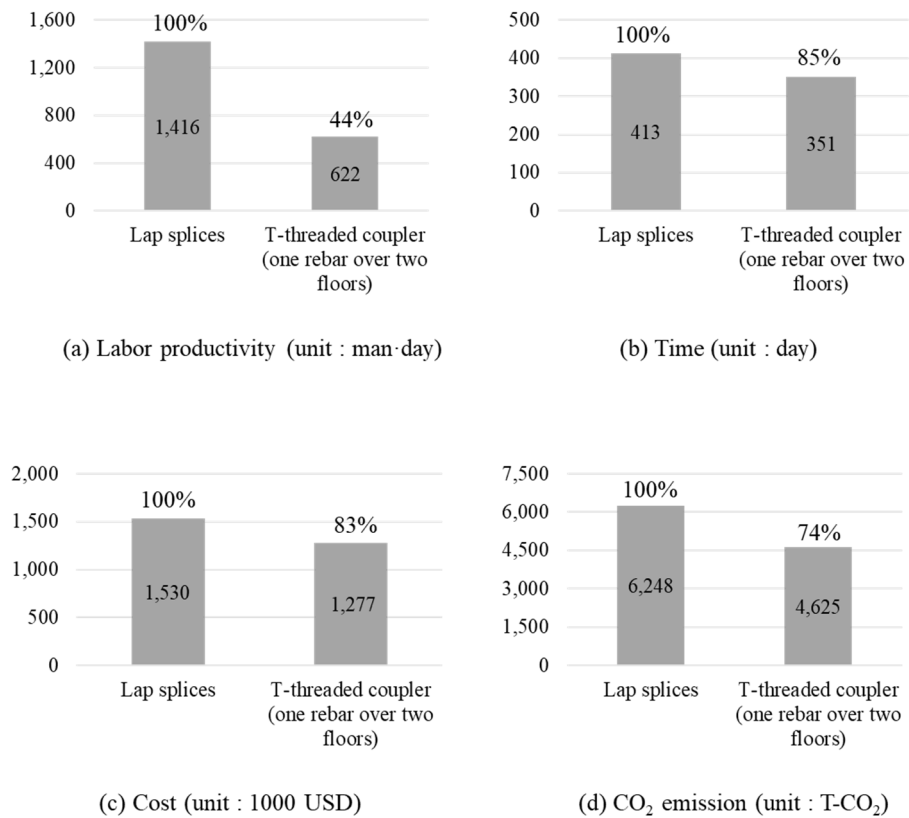 1,600
1,200
800
400
0
100%
1,416
44%
622
Lap splices
T-threaded coupler
(one rebar over two
floors)
(a) Labor productivity (unit : man·day)
500
400
300
200
100
0
100%
413
85%
351
Lap splices
T-threaded coupler
(one rebar over two
floors)
(b) Time (unit : day)
2,000
1,500
1,000
500
0
100%
1,530
83%
1,277
Lap splices
T-threaded coupler
(one rebar over two
floors)
(c) Cost (unit : 1000 USD)
7,500
6,000
4,500
3,000
1,500
0
100%
6,248
74%
4,625
Lap splices
T-threaded coupler
(one rebar over two
floors)
(d) CO₂ emission (unit : T-CO₂)